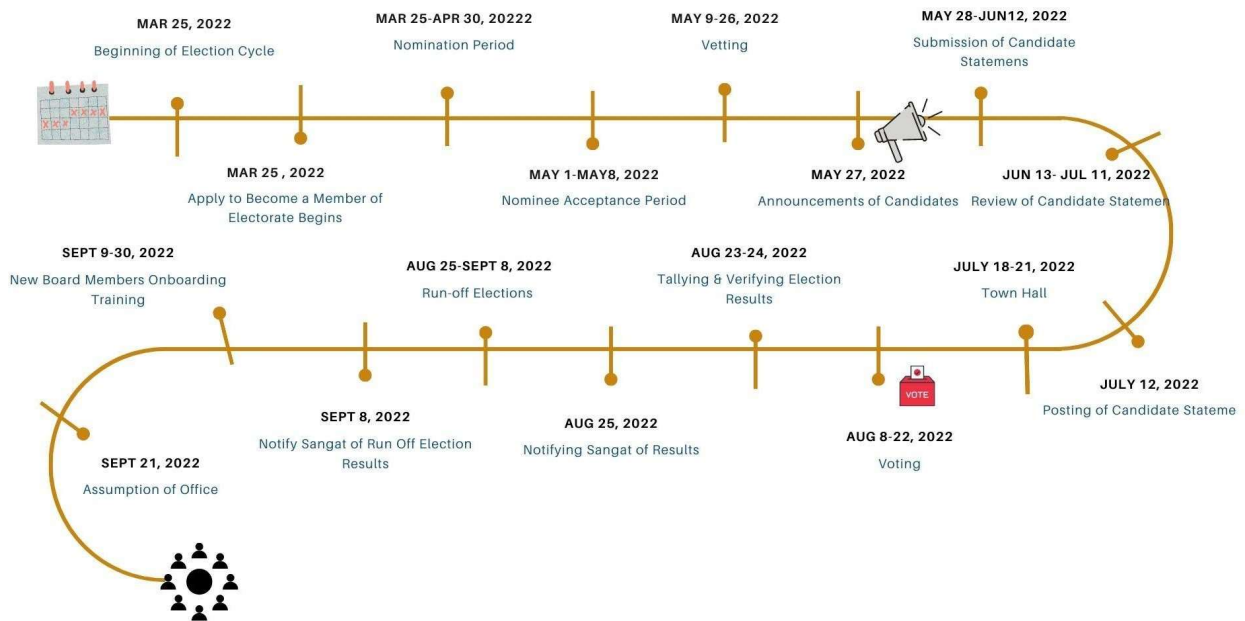 MAR 25, 2022
Beginning of Election Cycle
MAR 25 , 2022
Apply to Become a Member of
Electorate Begins
MAR 25-APR 30, 20222
Nomination Period
MAY 1-MAY8, 2022
Nominee Acceptance Period
MAY 9-26, 2022
Vetting
MAY 27, 2022
Announcements of Candidates
MAY 28-JUN12, 2022
Submission of Candidate
Statemens
JUN 13- JUL 11, 2022
Review of Candidate Statemen
JULY 12, 2022
Posting of Candidate Stateme
JULY 18-21, 2022
Town Hall
AUG 8-22, 2022
Voting
VOTE
AUG 23-24, 2022
Tallying & Verifying Election
Results
AUG 25, 2022
Notifying Sangat of Results
AUG 25-SEPT 8, 2022
Run-off Elections
SEPT 8, 2022
Notify Sangat of Run Off Election
Results
SEPT 9-30, 2022
New Board Members Onboarding
Training
SEPT 21, 2022
Assumption of Office